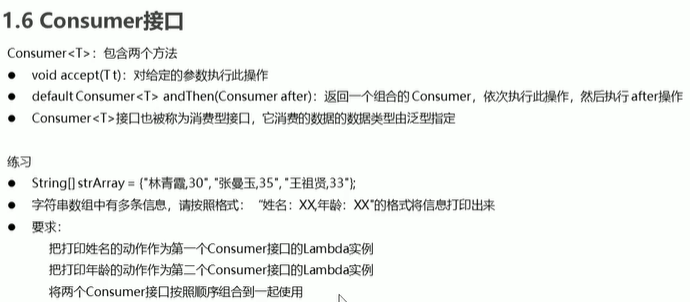 1.6 Consumer接口
Consumer<T>：包含两个方法
● void accept(T t)：对给定的参数执行此操作
● default Consumer<T> andThen(Consumer after)：返回一个组合的Consumer，依次执行此操作，然后执行 after操作
● Consumer<T>接口也被称为消费型接口，它消费的数据的数据类型由泛型指定
练习
● String[] strArray = {"林青霞,30", "张曼玉,35", "王祖贤,33"};
● 字符串数组中有多条信息，请按照格式：“姓名：XX,年龄：XX"的格式将信息打印出来
● 要求：
把打印姓名的动作作为第一个Consumer接口的Lambda实例
把打印年龄的动作作为第二个Consumer接口的Lambda实例
将两个Consumer接口按照顺序组合到一起使用